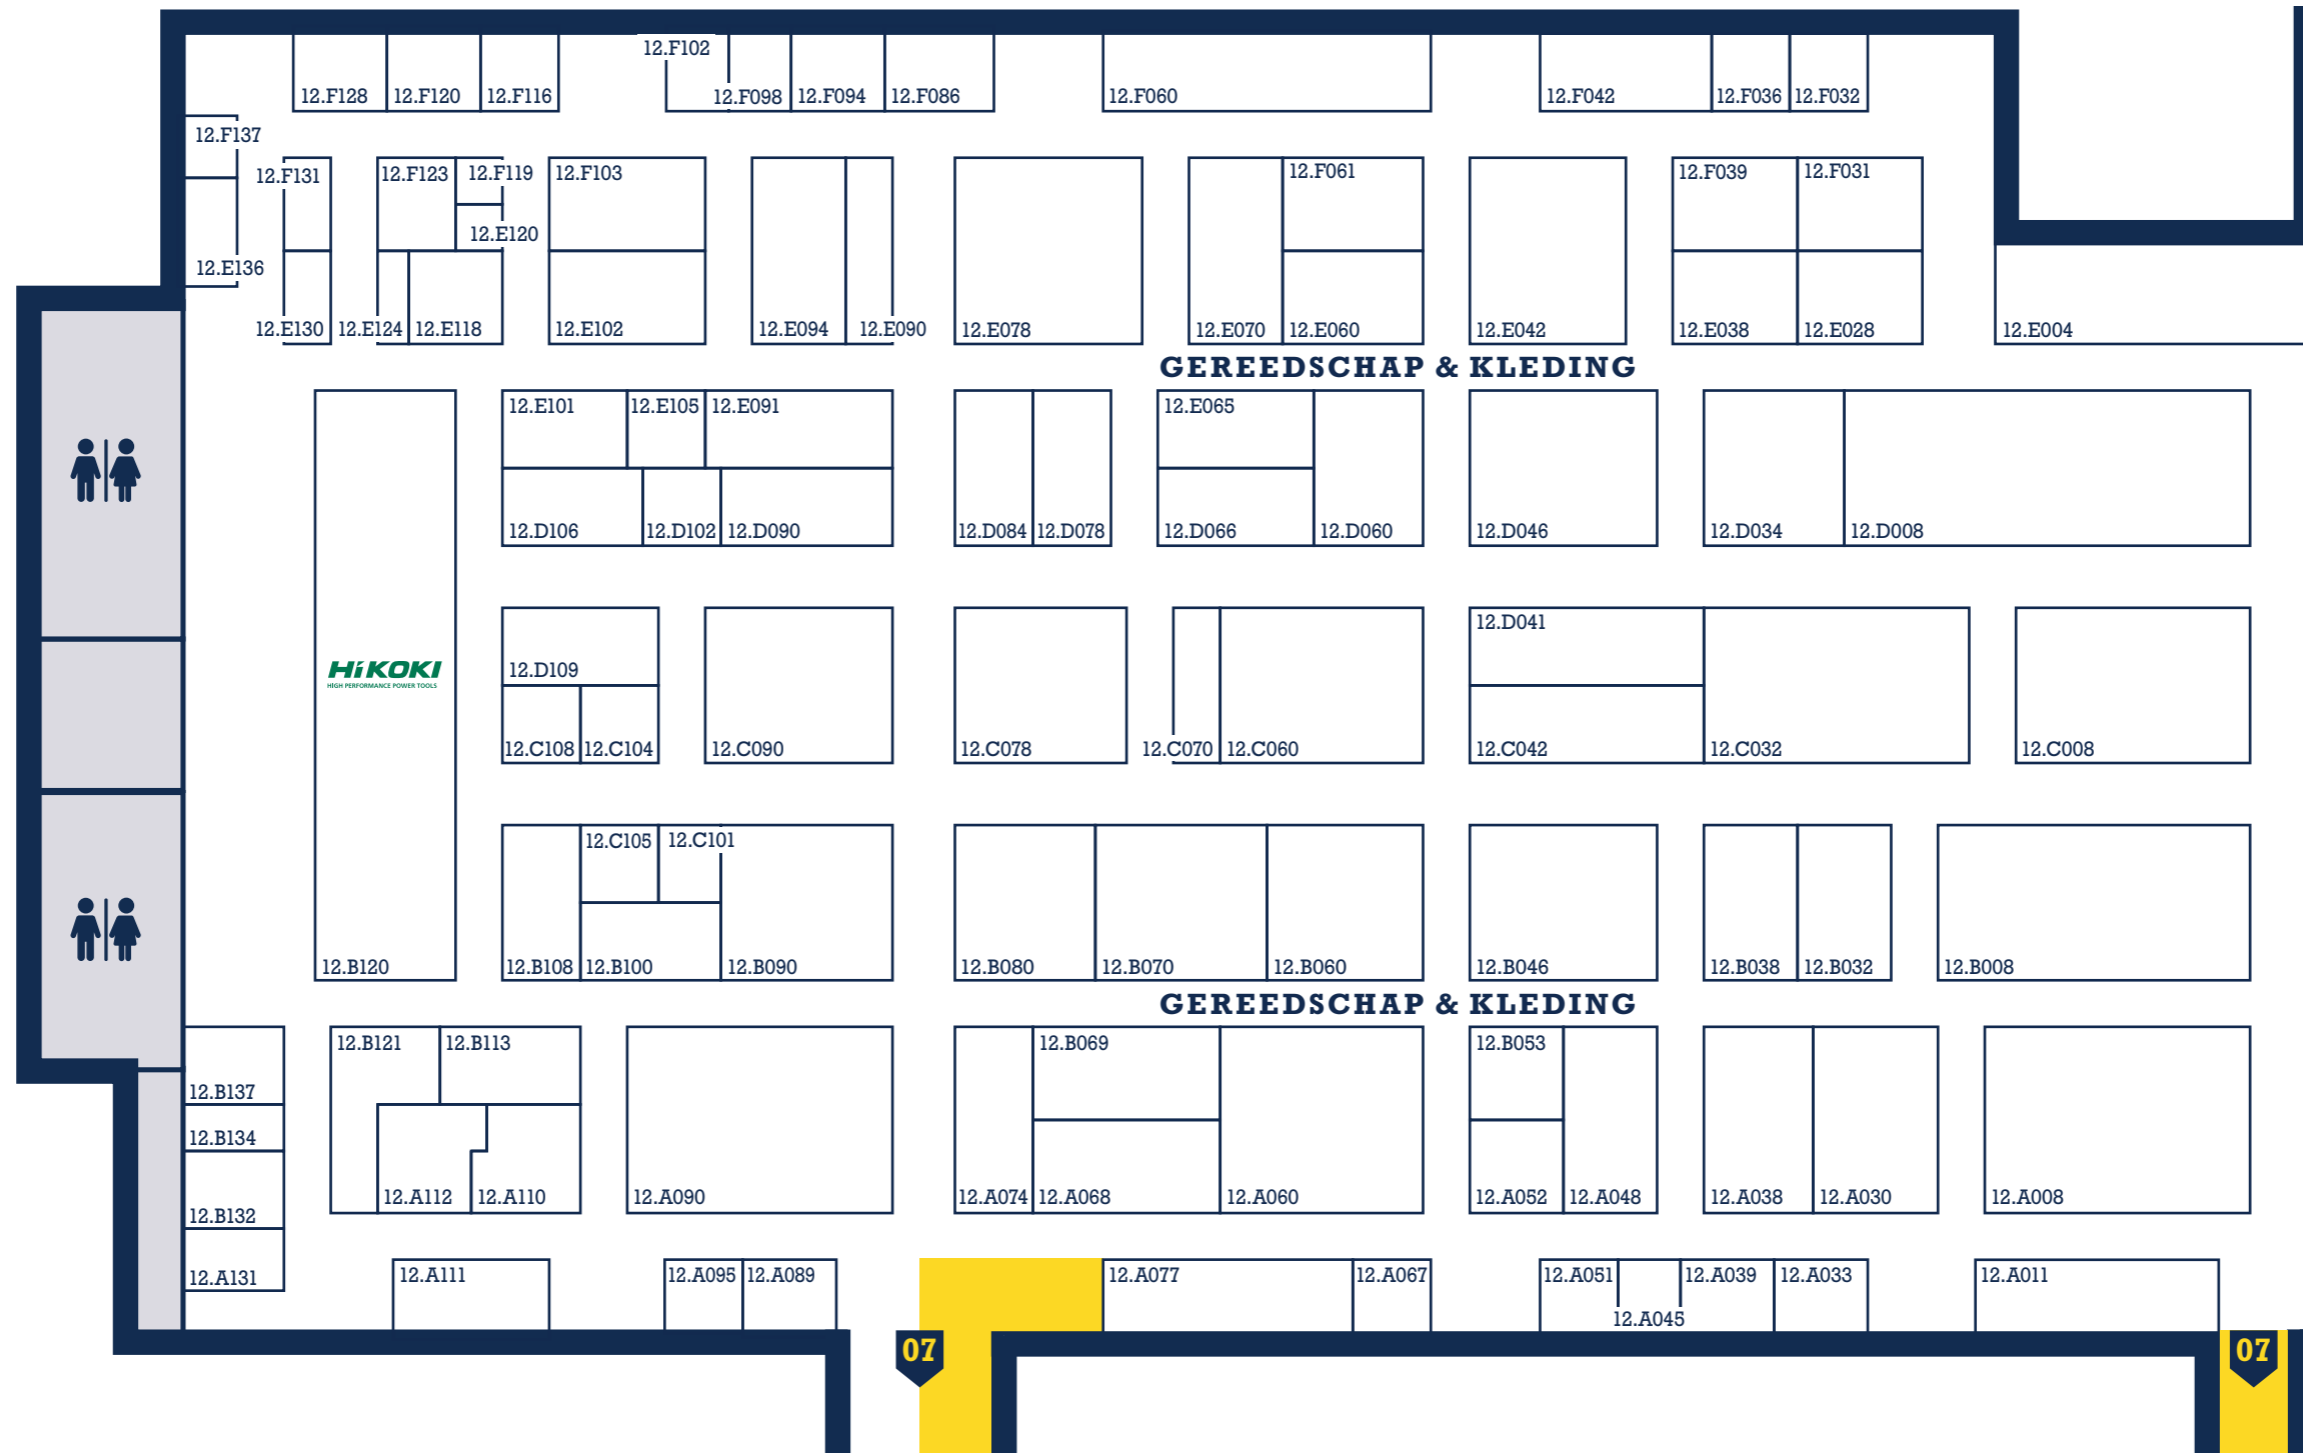 12.F102
12.F128 12.F120 12.F116 12.F098 12.F094 12.F086 12.F060 12.F042 12.F036 12.F032
12.F137
12.F131 12.F123 12.F119 12.F103 12.F061 12.F039 12.F031
12.E120
12.E136
12.E130 12.E124 12.E118 12.E102 12.E094 12.E090 12.E078 12.E070 12.E060 12.E042 12.E038 12.E028 12.E004
GEREEDSCHAP & KLEDING
12.E101 12.E105 12.E091 12.E065
12.D106 12.D102 12.D090 12.D084 12.D078 12.D066 12.D060 12.D046 12.D034 12.D008
12.D041
HiKOKI
HIGH PERFORMANCE POWER TOOLS
12.D109
12.C108 12.C104 12.C090 12.C078 12.C070 12.C060 12.C042 12.C032 12.C008
12.C105 12.C101
12.B120 12.B108 12.B100 12.B090 12.B080 12.B070 12.B060 12.B046 12.B038 12.B032 12.B008
GEREEDSCHAP & KLEDING
12.B121 12.B113 12.B069 12.B053
12.B137
12.B134
12.A112 12.A110 12.A090 12.A074 12.A068 12.A060 12.A052 12.A048 12.A038 12.A030 12.A008
12.B132
12.A131 12.A111 12.A095 12.A089 12.A077 12.A067 12.A051 12.A039 12.A033 12.A011
12.A045
07 07